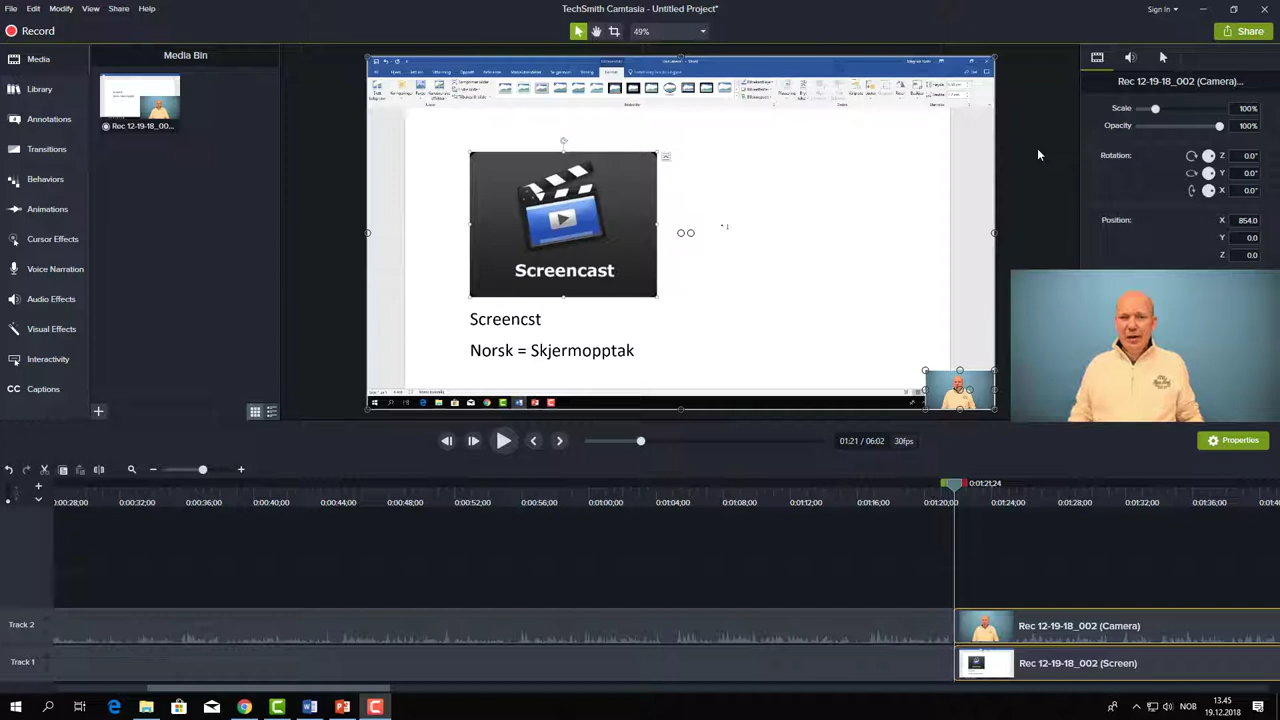 File Edit Modify View Share Help
TechSmith Camtasia - Untitled Project*
Sign In
Record
49%
Share
Media
Library
Annotations
Transitions
Behaviors
Animations
Cursor Effects
Voice Narration
Audio Effects
Visual Effects
Interactivity
CC Captions
Media Bin
Rec 12-19-18_00...
Screencast
Screencst
Norsk = Skjermopptak
Scale 100%
Opacity 100%
Rotation: Z 0.0°
Y 0.0°
X 0.0°
Position: X 854.0
Y 0.0
Z 0.0
01:21 / 06:02 30fps
Properties
0:01:21;24
0:00:28;00 0:00:32;00 0:00:36;00 0:00:40;00 0:00:44;00 0:00:48;00 0:00:52;00 0:00:56;00 0:01:00;00 0:01:04;00 0:01:08;00 0:01:12;00 0:01:16;00 0:01:20;00 0:01:24;00 0:01:28;00 0:01:32;00 0:01:36;00
Track 2
Rec 12-19-18_002 (Camera)
Track 1
Rec 12-19-18_002 (Screen)
NOB
13.45
19.12.2018